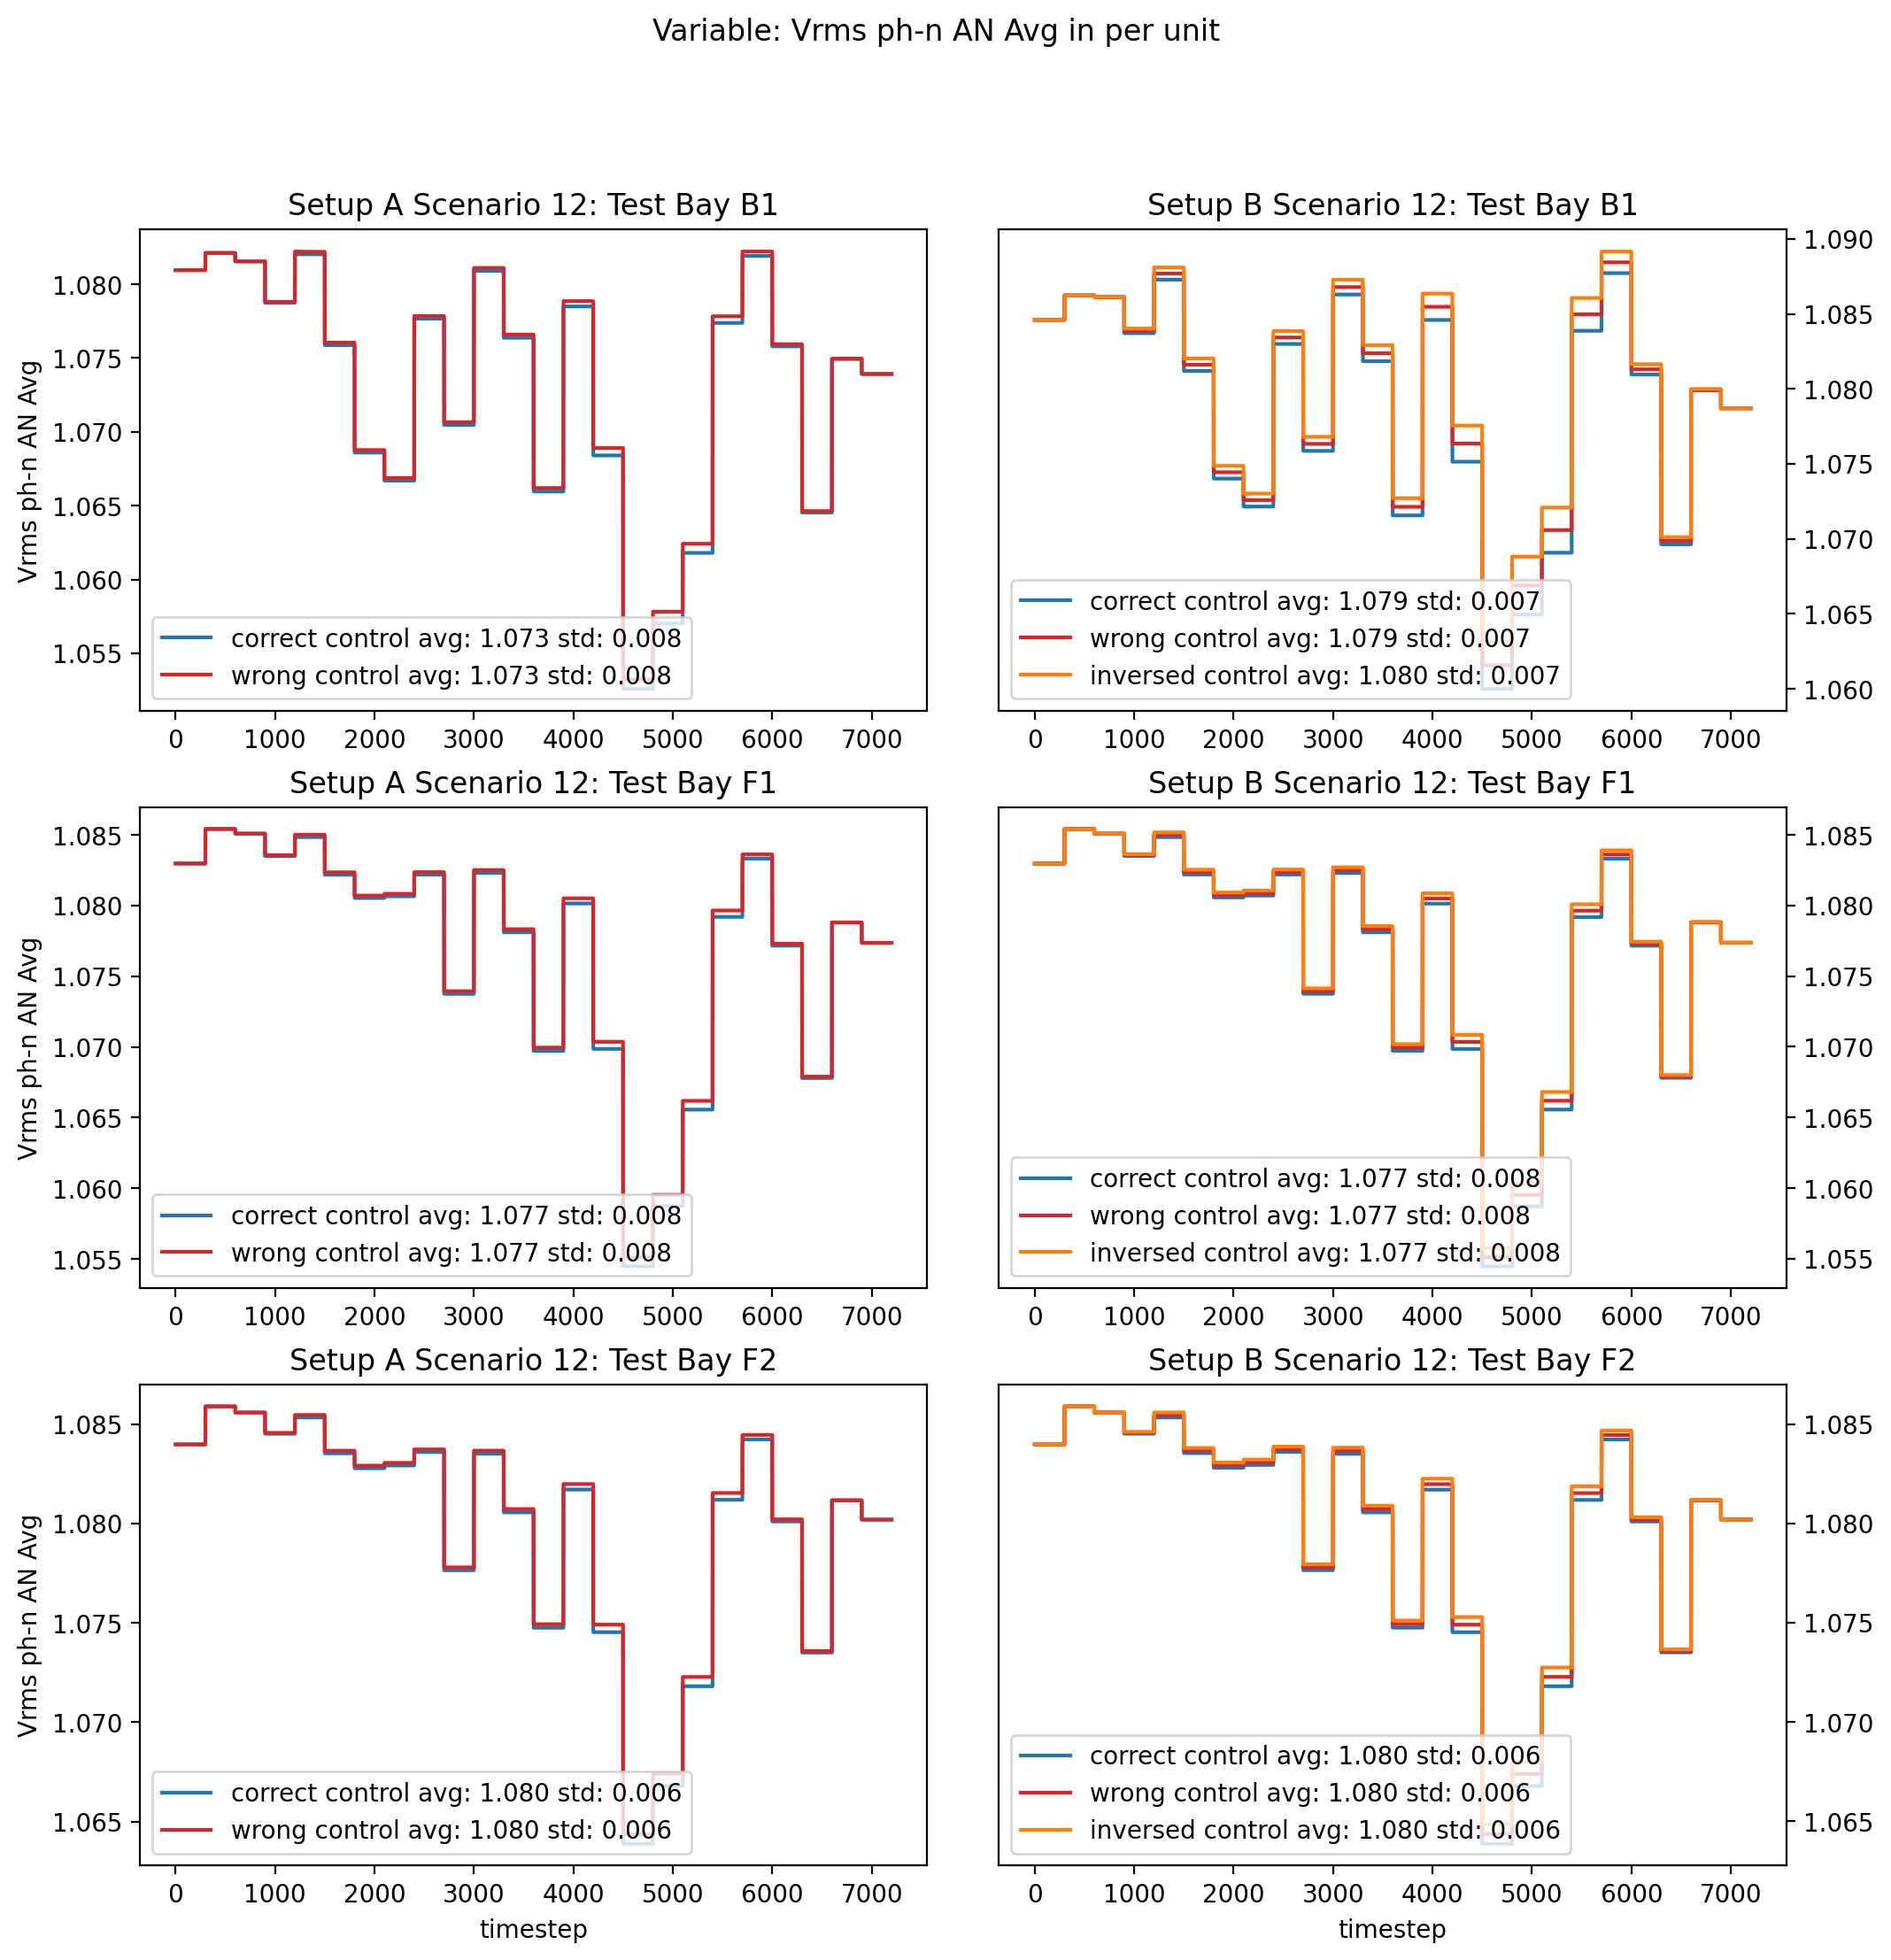 Variable: Vrms ph-n AN Avg in per unit
Setup A Scenario 12: Test Bay B1
Vrms ph-n AN Avg
1.080
1.075
1.070
1.065
1.060
1.055
correct control avg: 1.073 std: 0.008
wrong control avg: 1.073 std: 0.008
0 1000 2000 3000 4000 5000 6000 7000
Setup B Scenario 12: Test Bay B1
1.090
1.085
1.080
1.075
1.070
1.065
1.060
correct control avg: 1.079 std: 0.007
wrong control avg: 1.079 std: 0.007
inversed control avg: 1.080 std: 0.007
0 1000 2000 3000 4000 5000 6000 7000
Setup A Scenario 12: Test Bay F1
Vrms ph-n AN Avg
1.085
1.080
1.075
1.070
1.065
1.060
1.055
correct control avg: 1.077 std: 0.008
wrong control avg: 1.077 std: 0.008
0 1000 2000 3000 4000 5000 6000 7000
Setup B Scenario 12: Test Bay F1
1.085
1.080
1.075
1.070
1.065
1.060
1.055
correct control avg: 1.077 std: 0.008
wrong control avg: 1.077 std: 0.008
inversed control avg: 1.077 std: 0.008
0 1000 2000 3000 4000 5000 6000 7000
Setup A Scenario 12: Test Bay F2
Vrms ph-n AN Avg
1.085
1.080
1.075
1.070
1.065
correct control avg: 1.080 std: 0.006
wrong control avg: 1.080 std: 0.006
0 1000 2000 3000 4000 5000 6000 7000
timestep
Setup B Scenario 12: Test Bay F2
1.085
1.080
1.075
1.070
1.065
correct control avg: 1.080 std: 0.006
wrong control avg: 1.080 std: 0.006
inversed control avg: 1.080 std: 0.006
0 1000 2000 3000 4000 5000 6000 7000
timestep